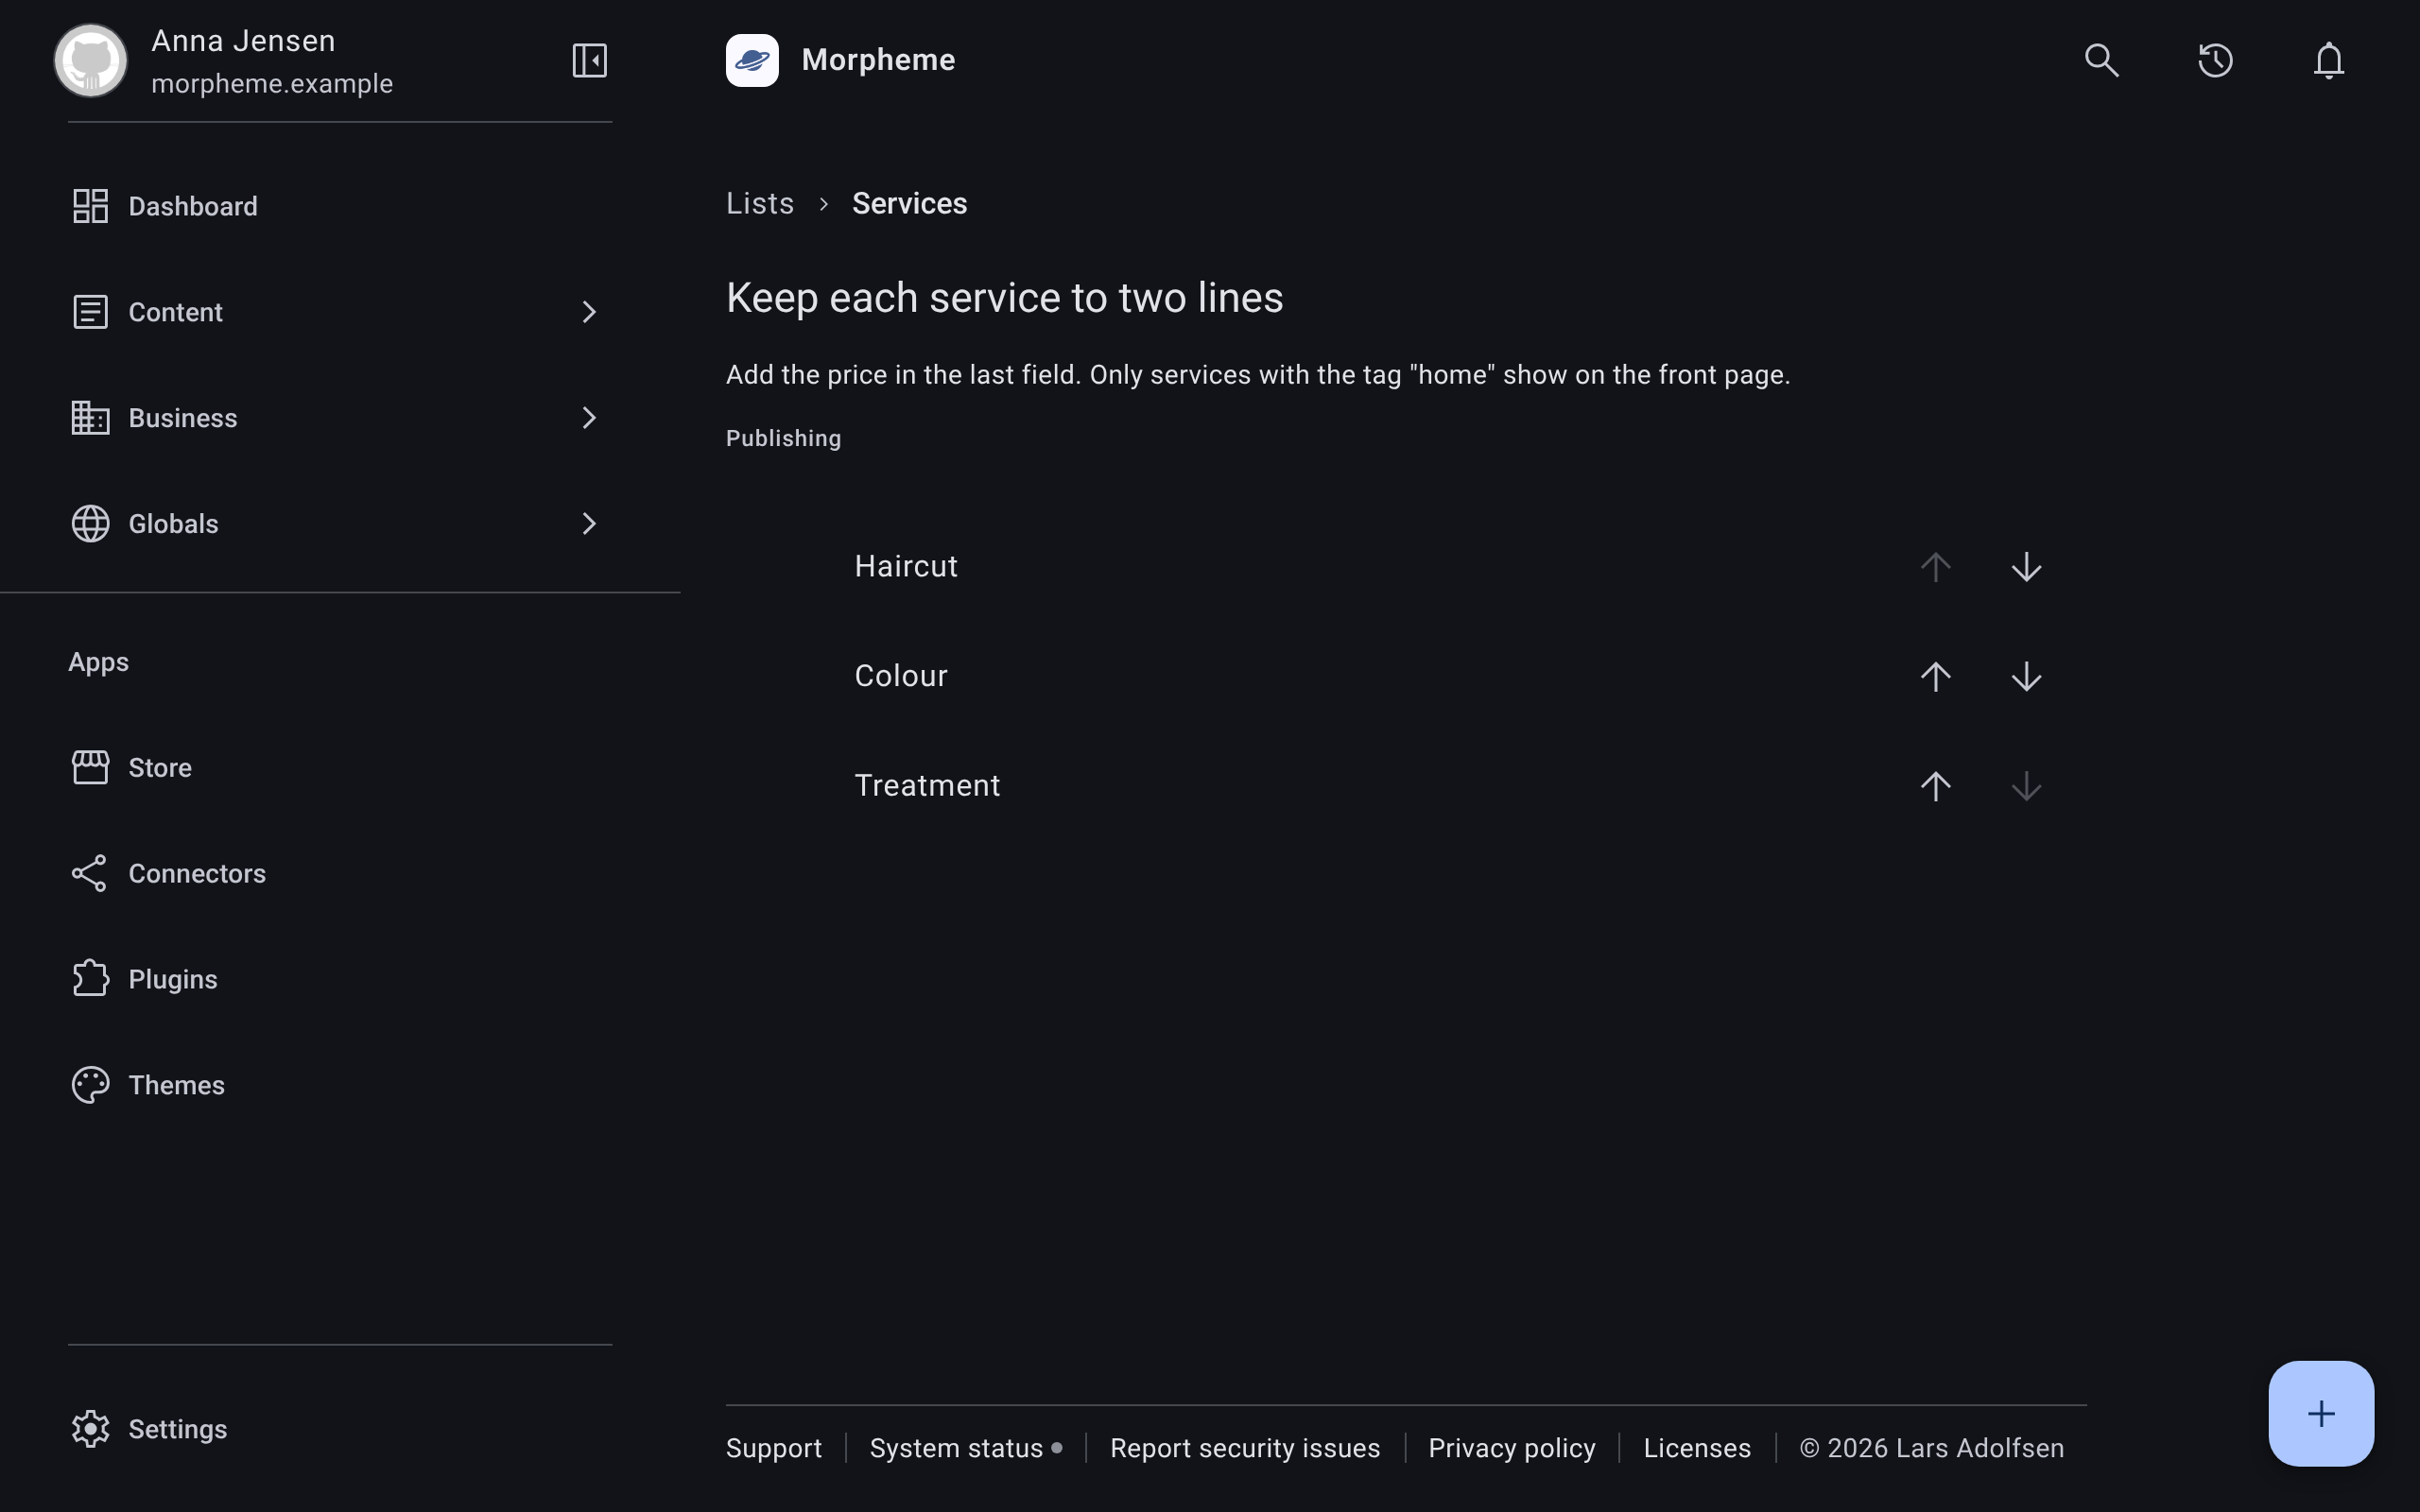 Anna Jensen
morpheme.example
Dashboard
Content
Business
Globals
Apps
Store
Connectors
Plugins
Themes
Settings
Morpheme
Lists › Services
Keep each service to two lines
Add the price in the last field. Only services with the tag "home" show on the front page.
Publishing
Haircut
Colour
Treatment
Support | System status | Report security issues | Privacy policy | Licenses | © 2026 Lars Adolfsen